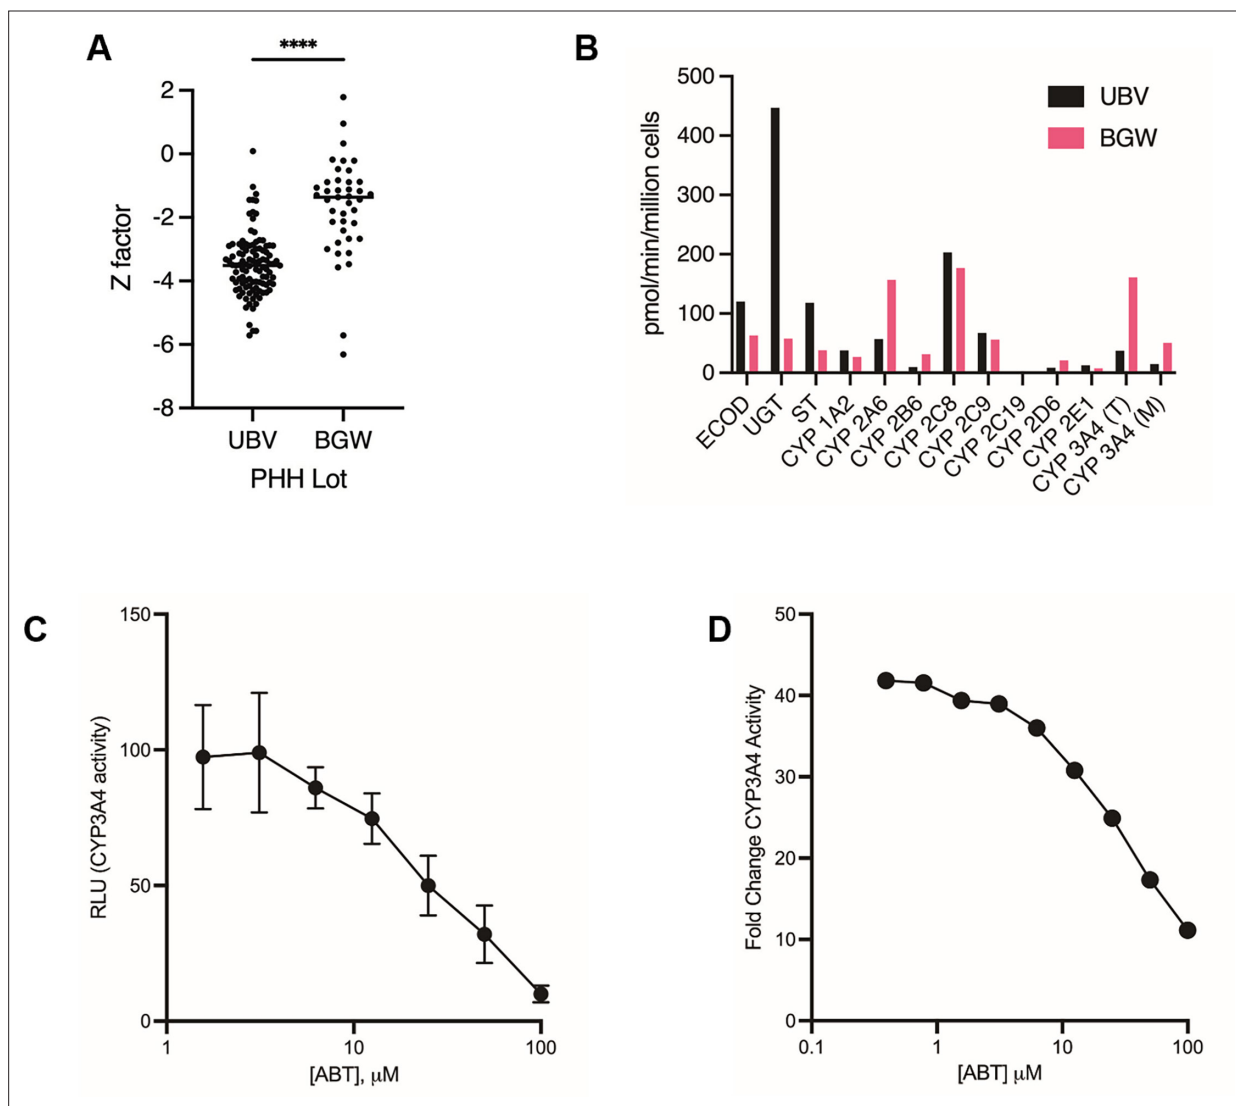 A
****
Z factor
2
0
-2
-4
-6
-8
UBV BGW
PHH Lot
B
pmol/min/million cells
500
400
300
200
100
0
UBV
BGW
ECOD
UGT
ST
CYP 1A2
CYP 2A6
CYP 2B6
CYP 2C8
CYP 2C9
CYP 2C19
CYP 2D6
CYP 2E1
CYP 3A4 (T)
CYP 3A4 (M)
C
RLU (CYP3A4 activity)
150
100
50
0
1 10 100
[ABT], μM
D
Fold Change CYP3A4 Activity
50
40
30
20
10
0
0.1 1 10 100
[ABT] μM